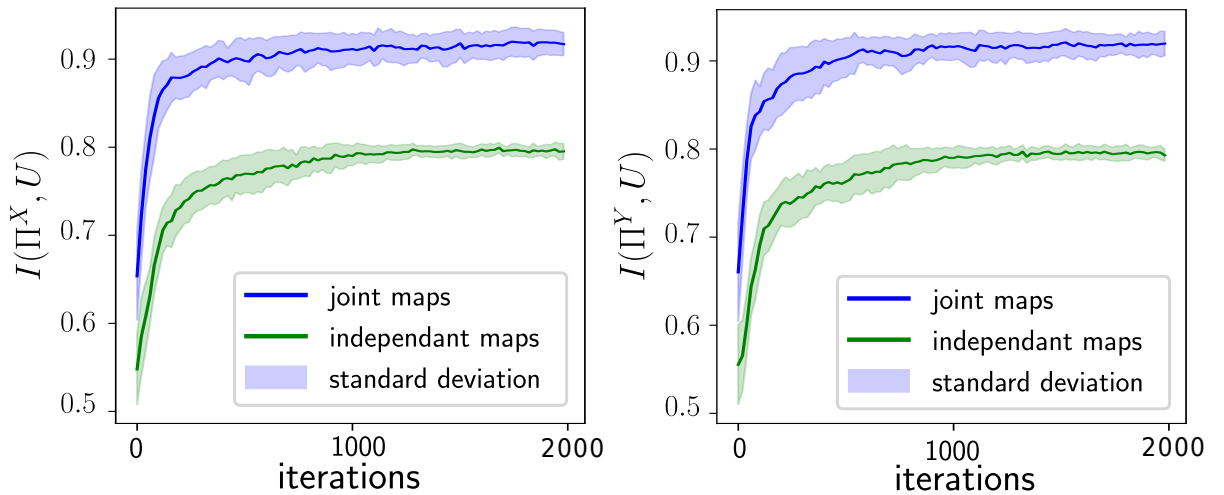 0.9
0.8
0.7
0.6
0.5
I(Π^X, U)
joint maps
independant maps
standard deviation
0 1000 2000
iterations
0.9
0.8
0.7
0.6
0.5
I(Π^Y, U)
joint maps
independant maps
standard deviation
0 1000 2000
iterations